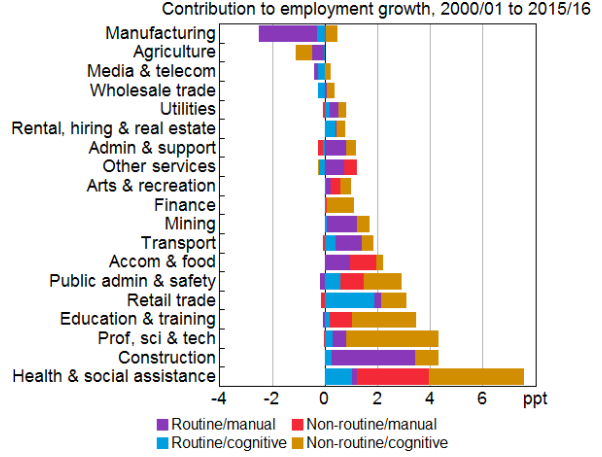 Contribution to employment growth, 2000/01 to 2015/16
Manufacturing
Agriculture
Media & telecom
Wholesale trade
Utilities
Rental, hiring & real estate
Admin & support
Other services
Arts & recreation
Finance
Mining
Transport
Accom & food
Public admin & safety
Retail trade
Education & training
Prof, sci & tech
Construction
Health & social assistance
-4 -2 0 2 4 6 ppt
Routine/manual Non-routine/manual
Routine/cognitive Non-routine/cognitive